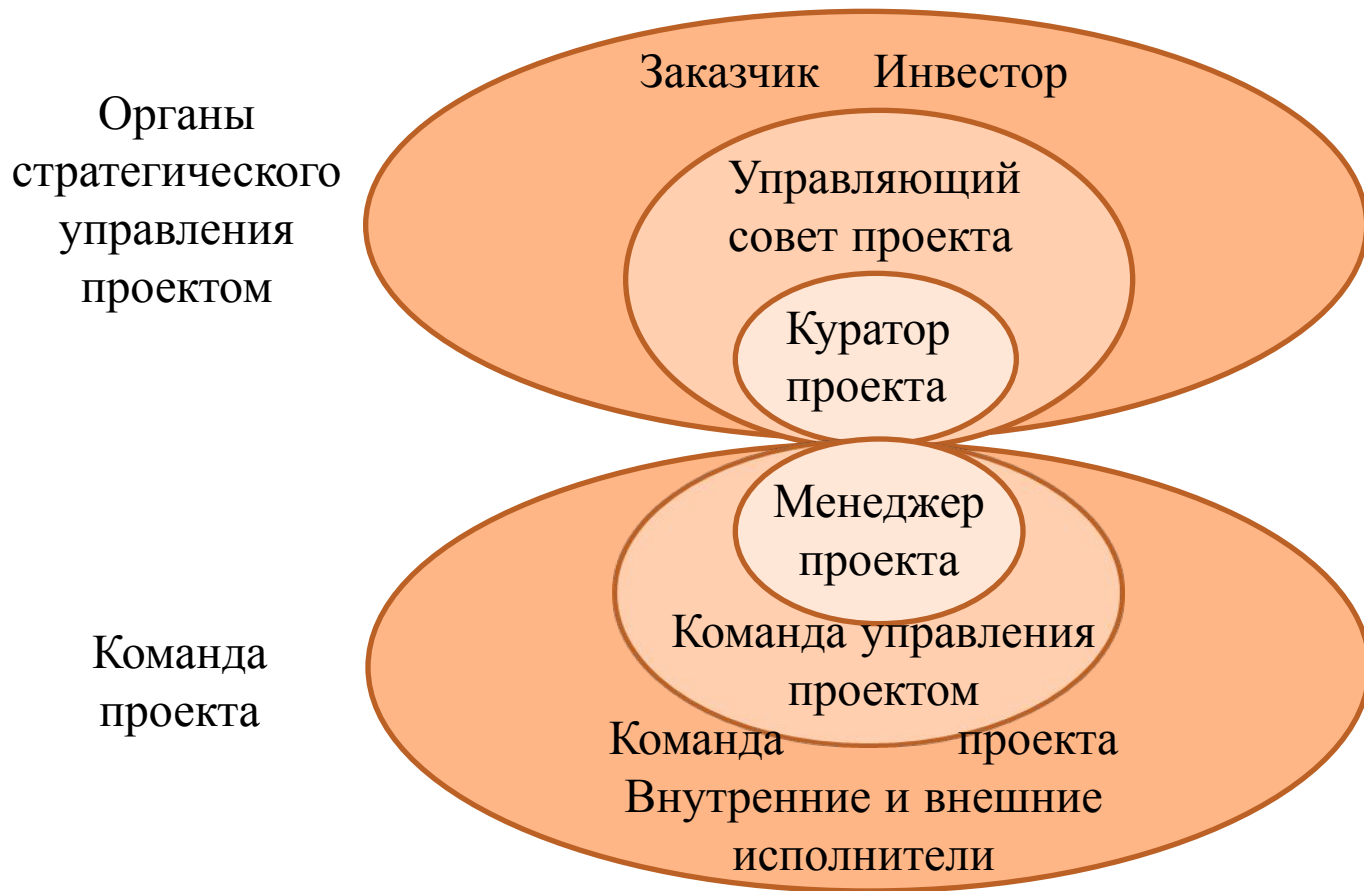 Органы
стратегического
управления
проектом
Заказчик Инвестор
Управляющий
совет проекта
Куратор
проекта
Менеджер
проекта
Команда управления
проектом
Команда проекта
Внутренние и внешние
исполнители
Команда
проекта